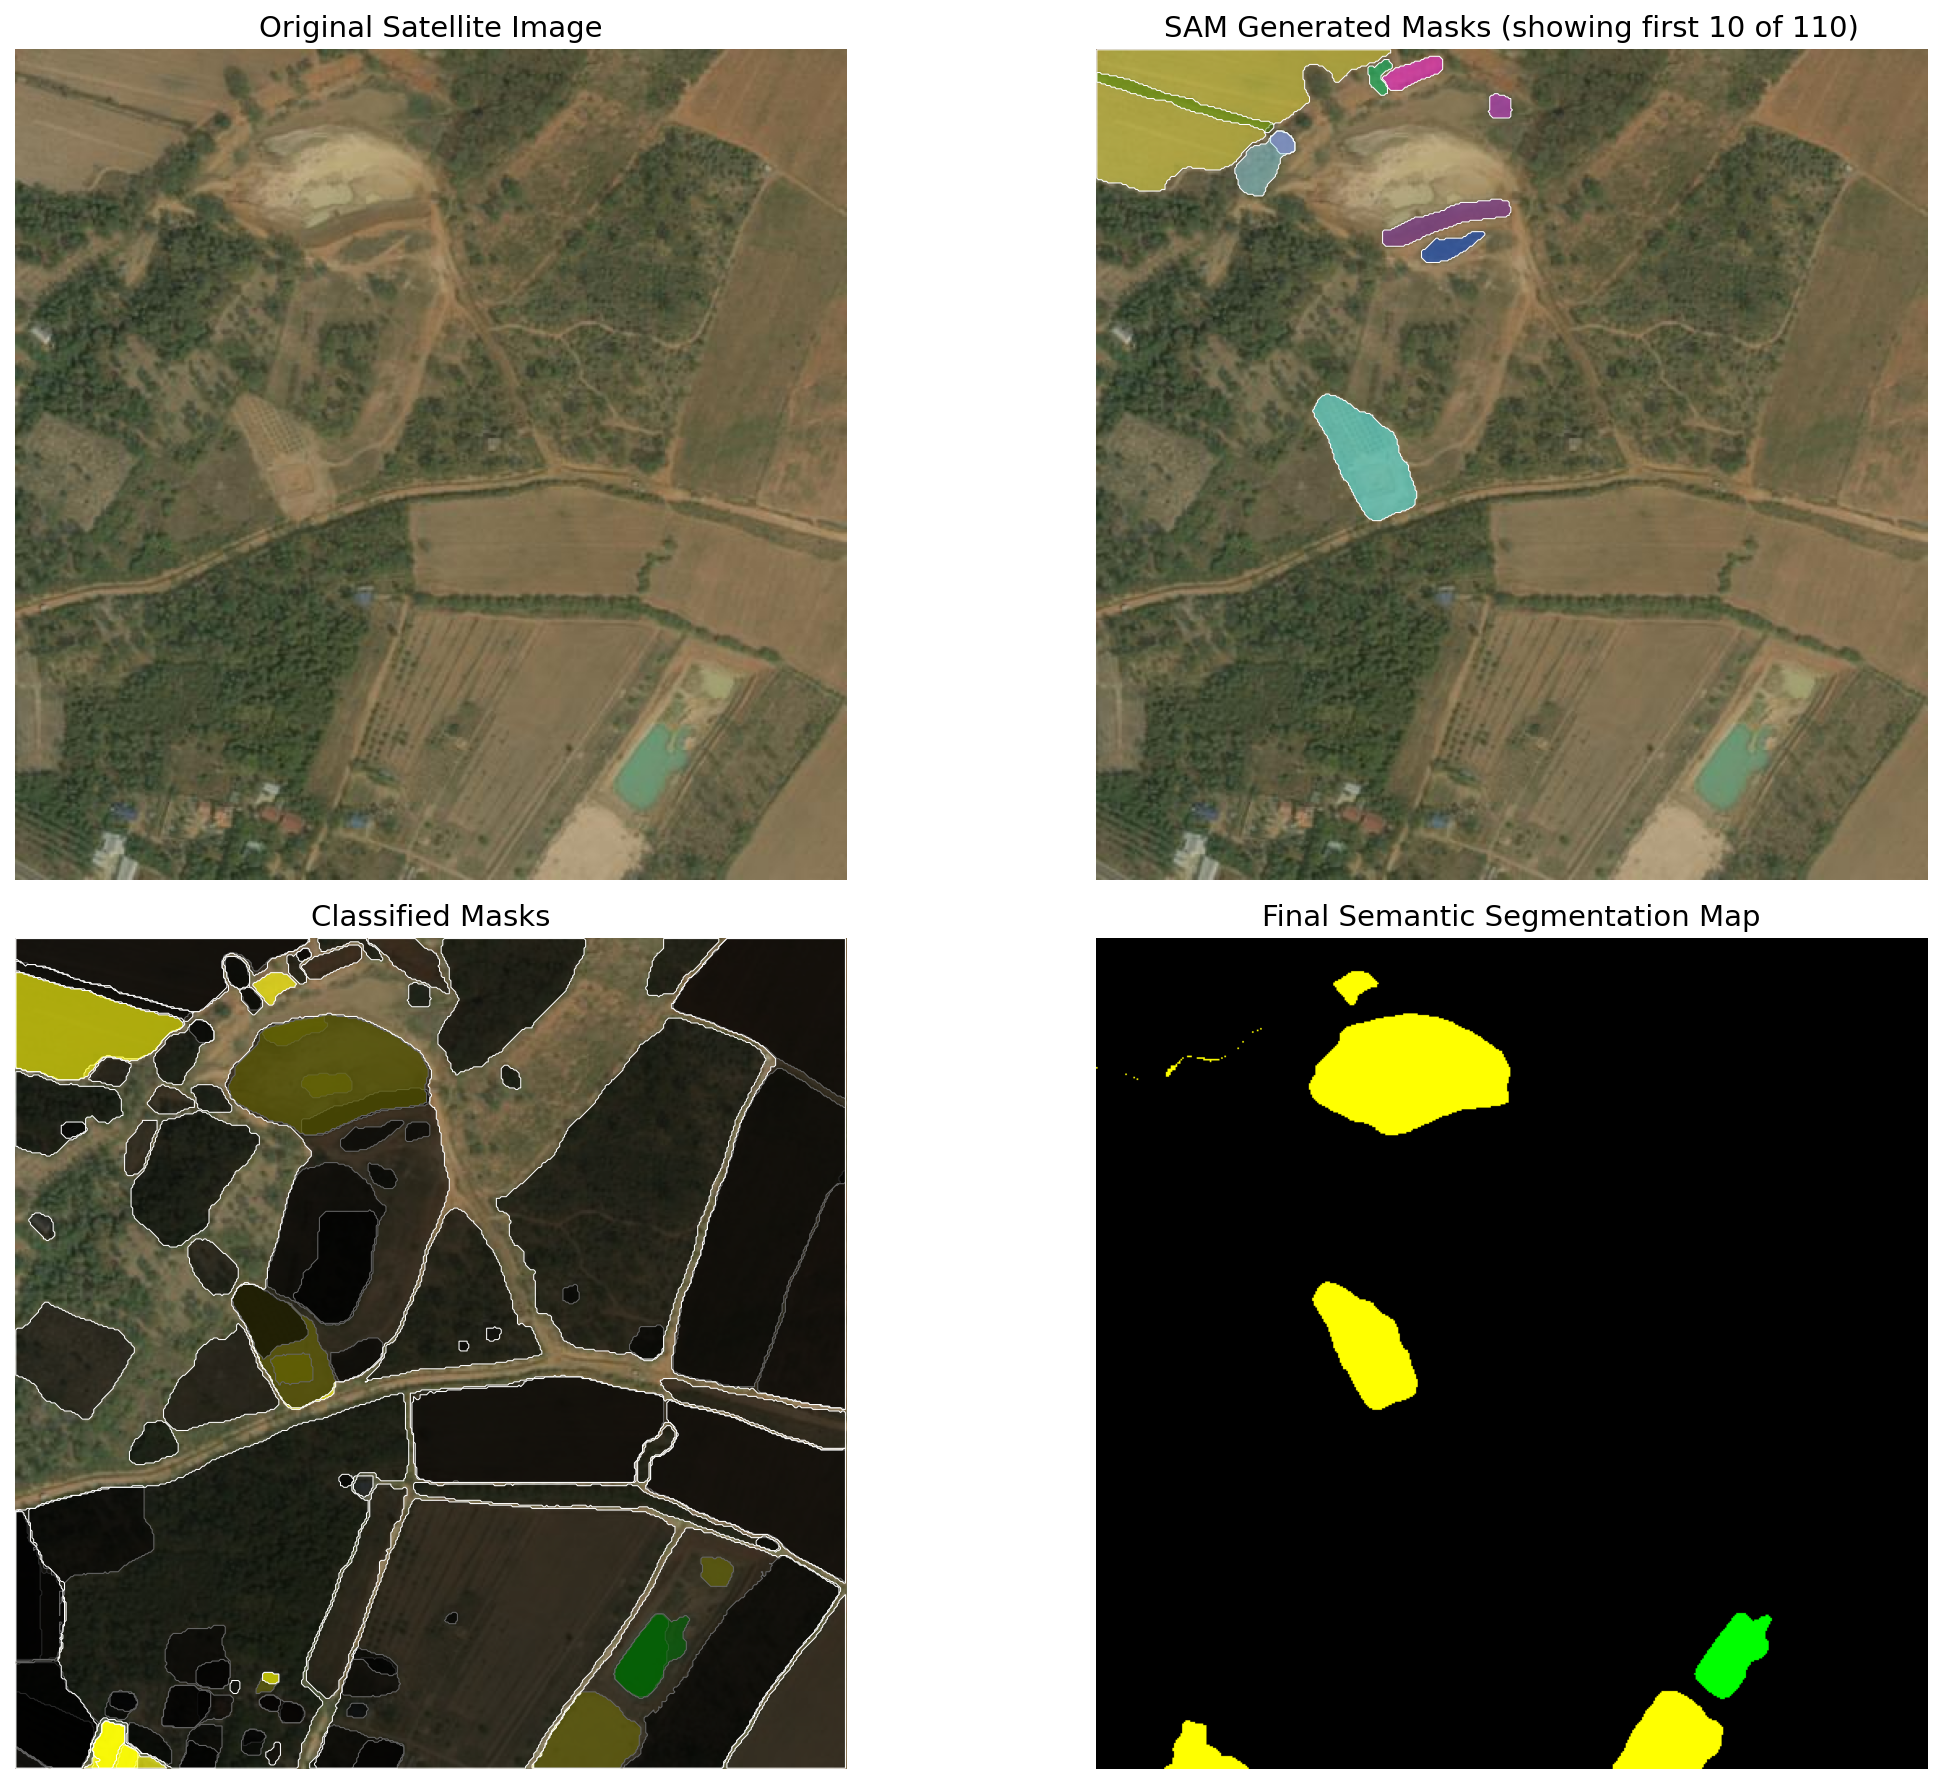 Original Satellite Image
SAM Generated Masks (showing first 10 of 110)
Classified Masks
Final Semantic Segmentation Map